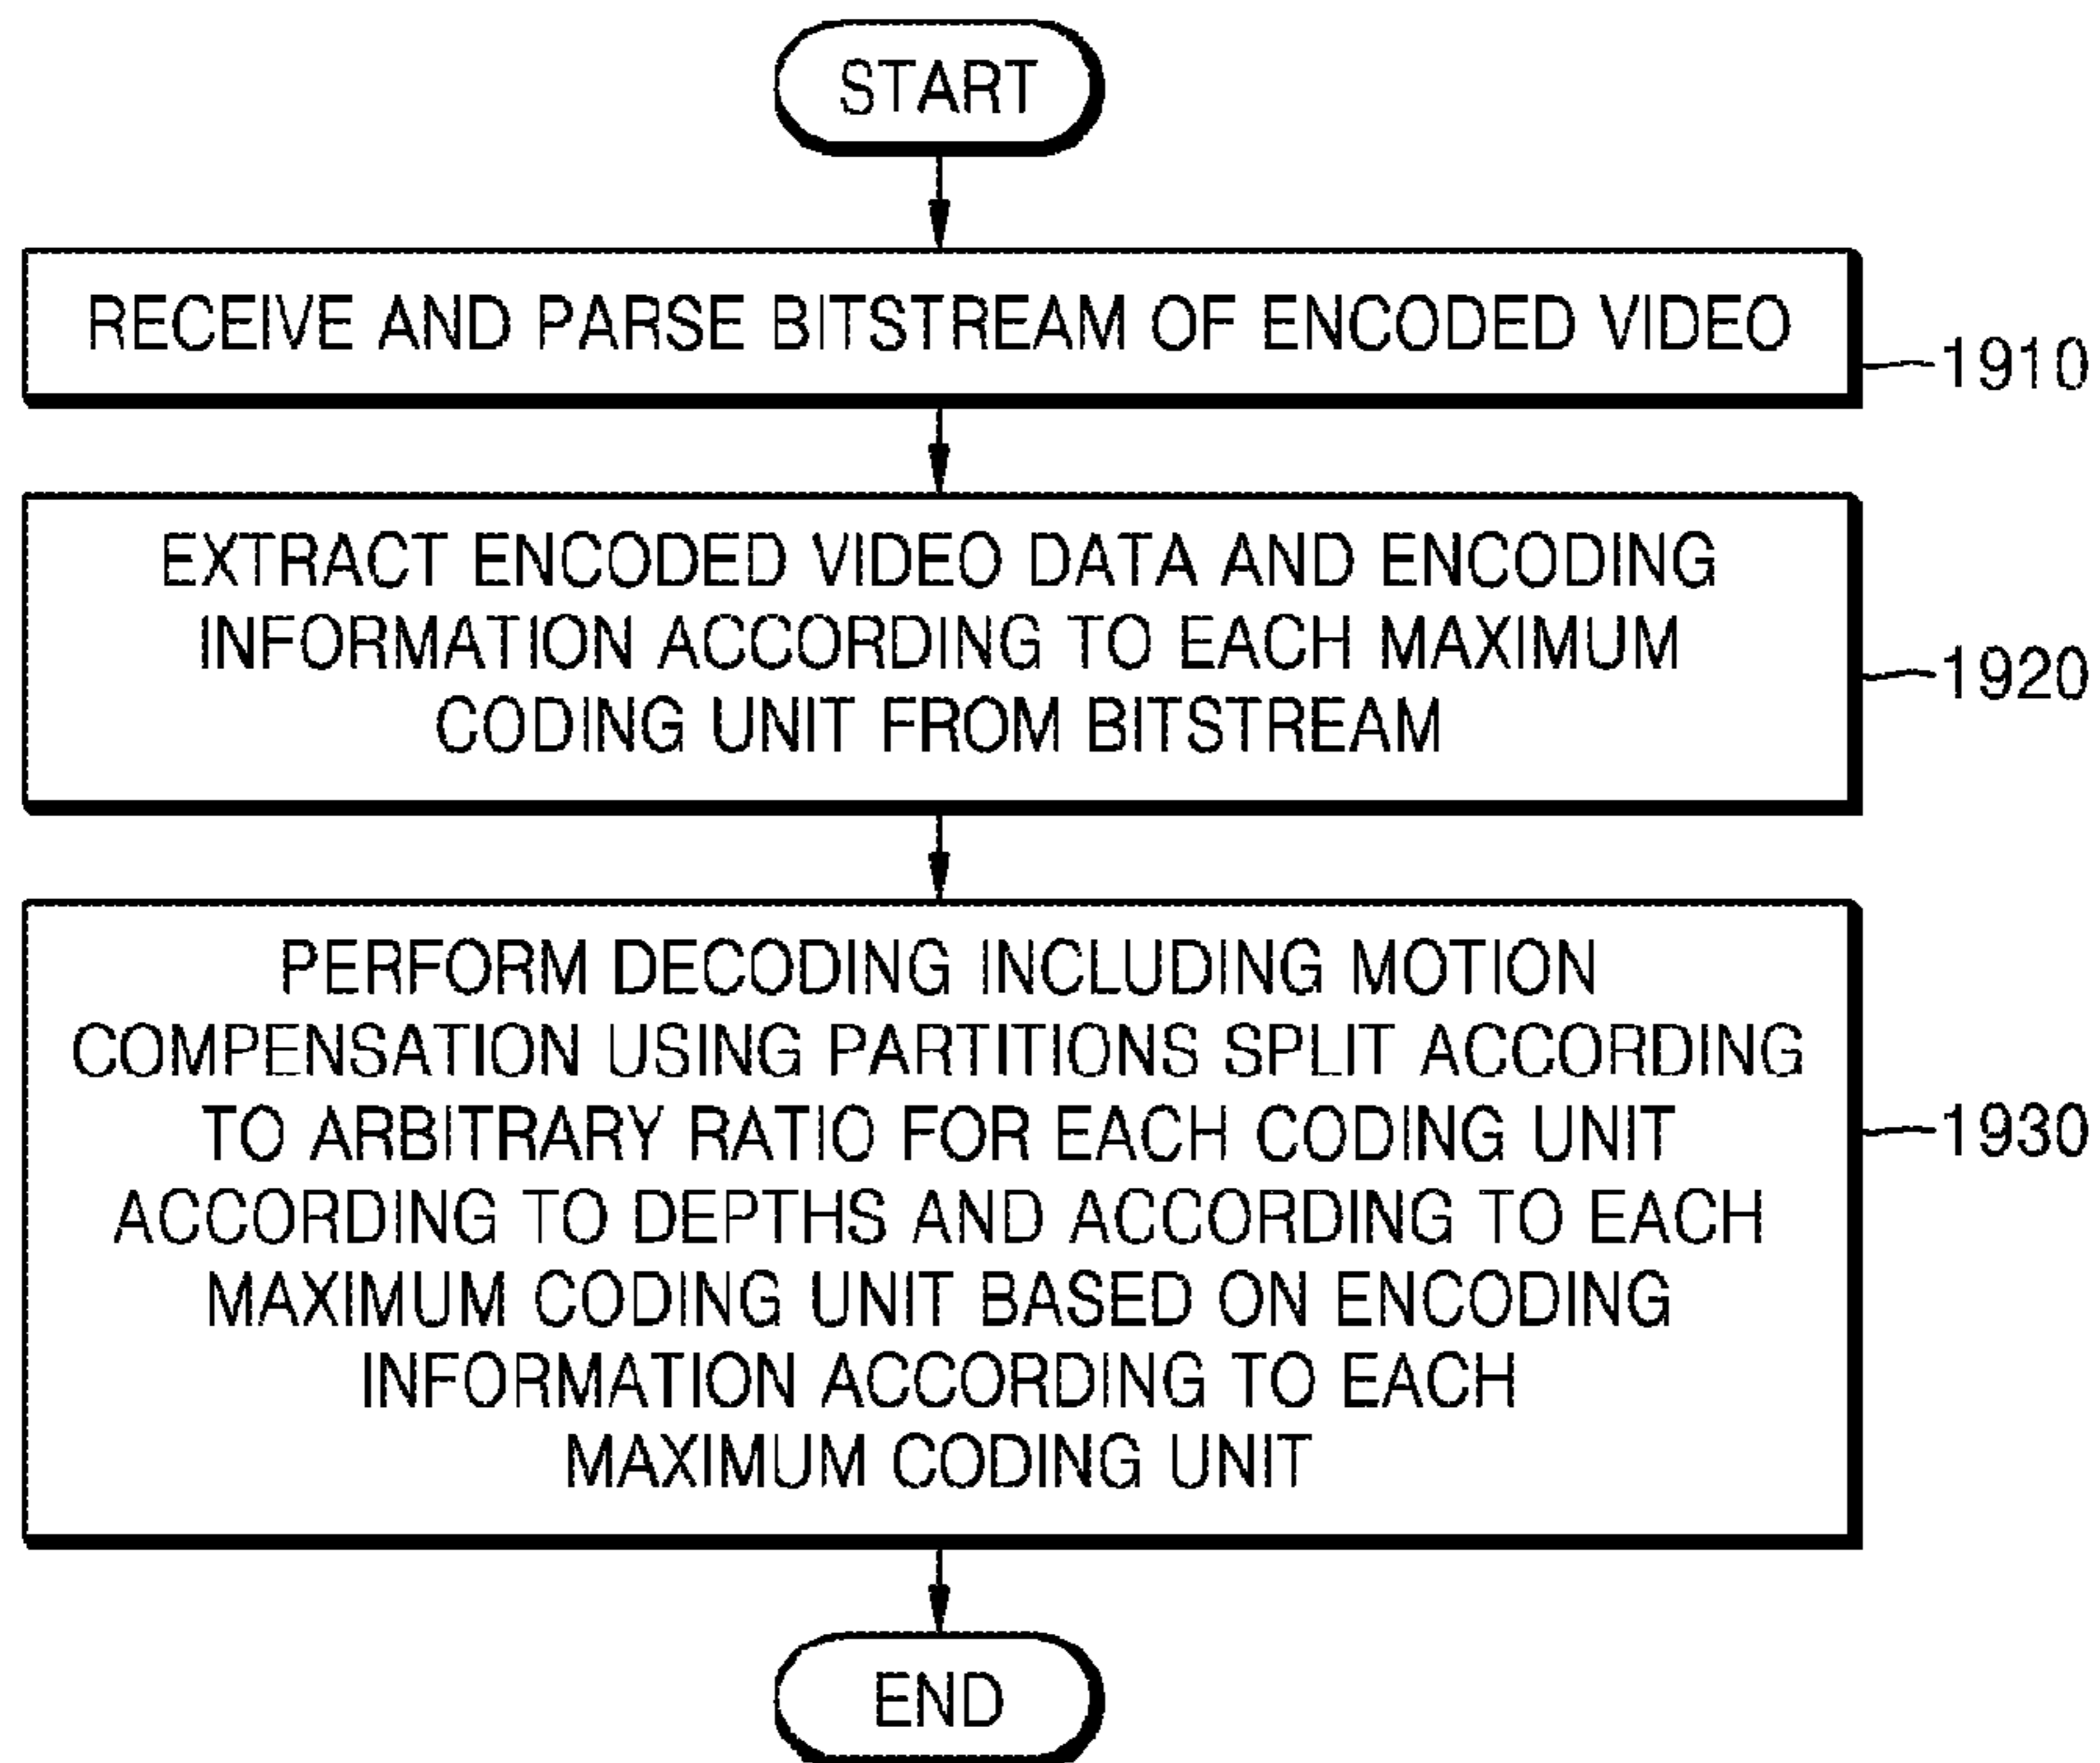 START
RECEIVE AND PARSE BITSTREAM OF ENCODED VIDEO
1910
EXTRACT ENCODED VIDEO DATA AND ENCODING
INFORMATION ACCORDING TO EACH MAXIMUM
CODING UNIT FROM BITSTREAM
1920
PERFORM DECODING INCLUDING MOTION
COMPENSATION USING PARTITIONS SPLIT ACCORDING
TO ARBITRARY RATIO FOR EACH CODING UNIT
ACCORDING TO DEPTHS AND ACCORDING TO EACH
MAXIMUM CODING UNIT BASED ON ENCODING
INFORMATION ACCORDING TO EACH
MAXIMUM CODING UNIT
1930
END